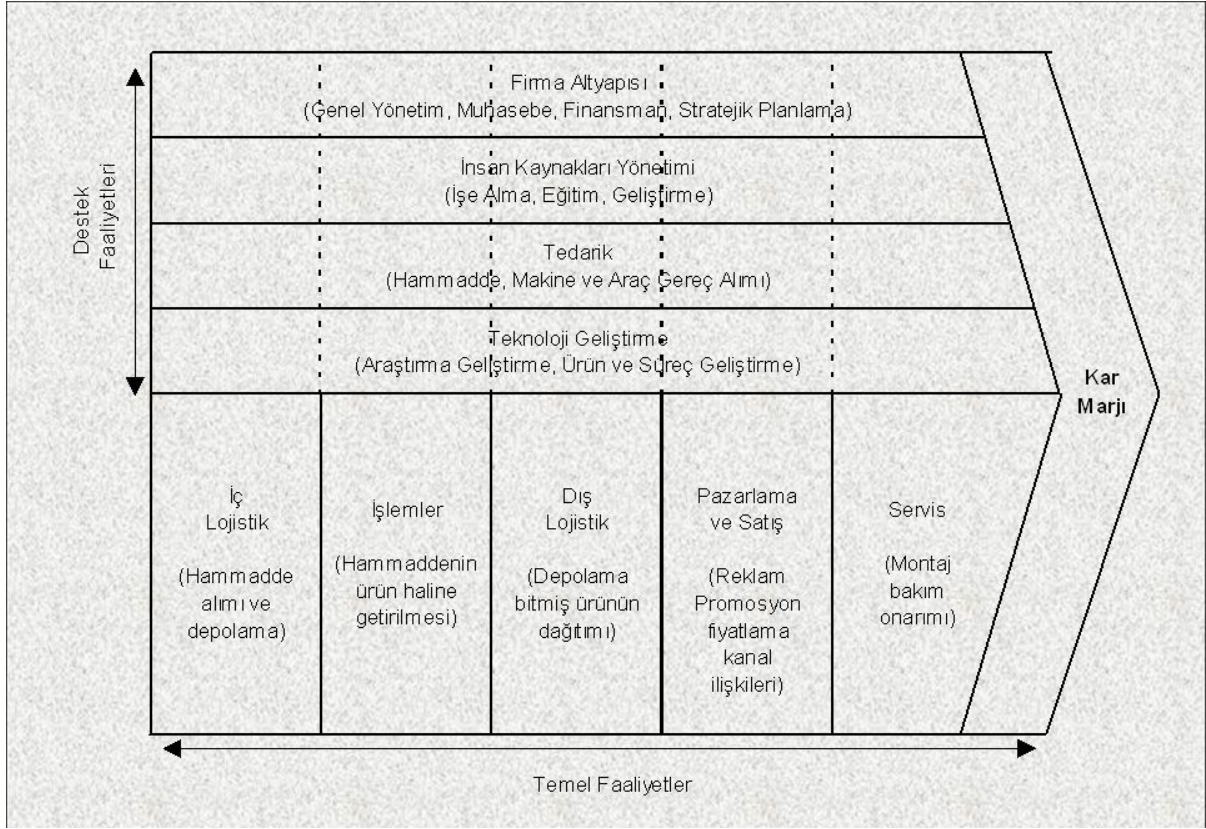 Firma Altyapısı
(Genel Yönetim, Muhasebe, Finansman, Stratejik Planlama)
İnsan Kaynakları Yönetimi
(İşe Alma, Eğitim, Geliştirme)
Tedarik
(Hammadde, Makine ve Araç Gereç Alımı)
Teknoloji Geliştirme
(Araştırma Geliştirme, Ürün ve Süreç Geliştirme)
Destek
Faaliyetleri
Kar
Marjı
İç
Lojistik
(Hammadde
alımı ve
depolama)
İşlemler
(Hammaddenin
ürün haline
getirilmesi)
Dış
Lojistik
(Depolama
bitmiş ürünün
dağıtımı)
Pazarlama
ve Satış
(Reklam
Promosyon
fiyatlama
kanal
ilişkileri)
Servis
(Montaj
bakım
onarımı)
Temel Faaliyetler